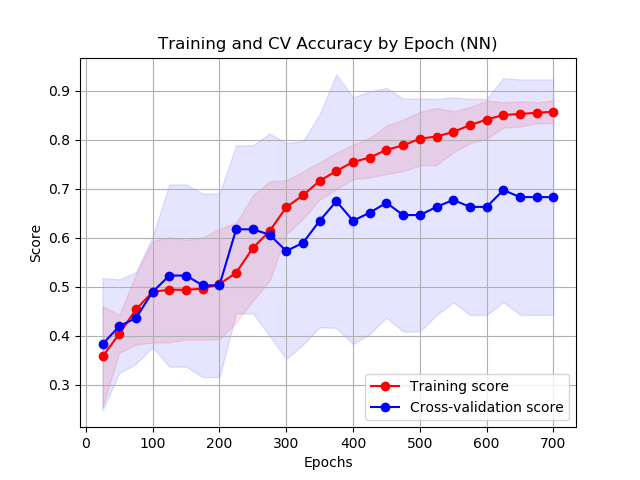 Training and CV Accuracy by Epoch (NN)
Score
0.9
0.8
0.7
0.6
0.5
0.4
0.3
Training score
Cross-validation score
0 100 200 300 400 500 600 700
Epochs